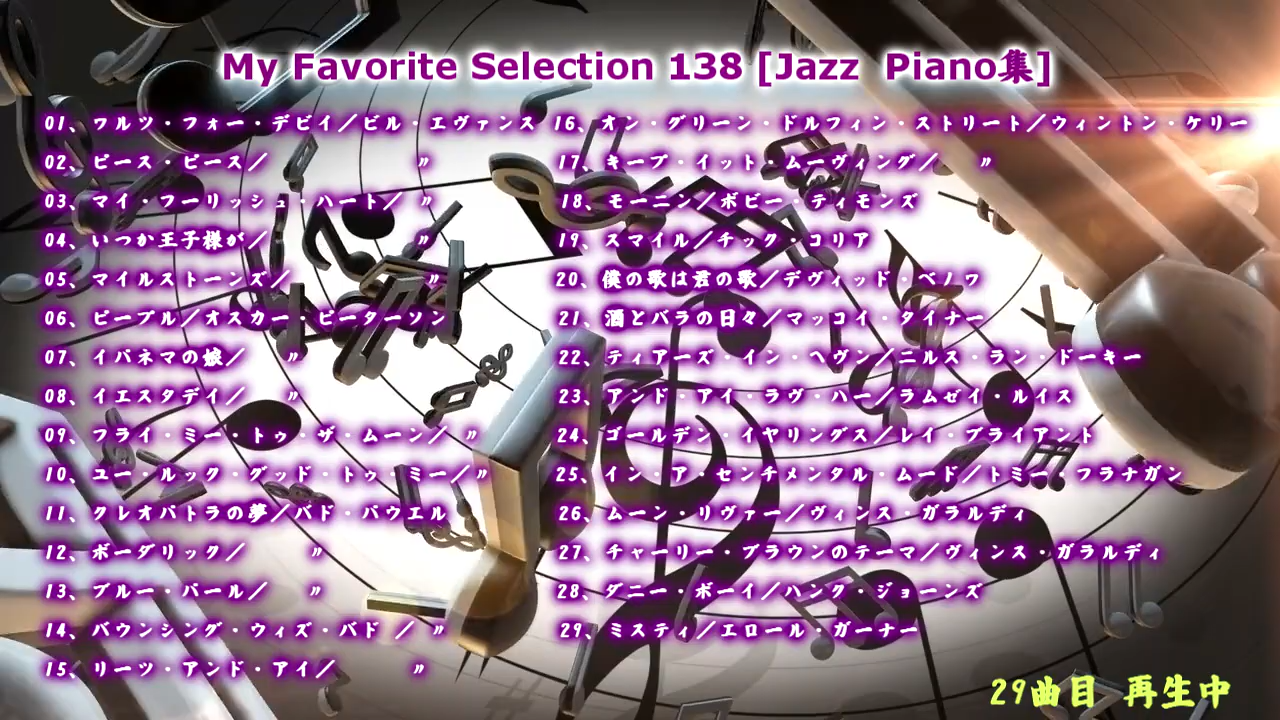 My Favorite Selection 138 [Jazz Piano集]
01、ワルツ・フォー・デビイ／ビル・エヴァンス
02、ピース・ピース／ 〃
03、マイ・フーリッシュ・ハート／ 〃
04、いつか王子様が／ 〃
05、マイルストーンズ／ 〃
06、ピープル／オスカー・ピーターソン
07、イパネマの娘／ 〃
08、イエスタデイ／ 〃
09、フライ・ミー・トゥ・ザ・ムーン／ 〃
10、ユー・ルック・グッド・トゥ・ミー／〃
11、クレオパトラの夢／バド・パウエル
12、ボーダリック／ 〃
13、ブルー・パール／ 〃
14、バウンシング・ウィズ・バド ／ 〃
15、リーツ・アンド・アイ／ 〃
16、オン・グリーン・ドルフィン・ストリート／ウィントン・ケリー
17、キープ・イット・ムーヴィング／ 〃
18、モーニン／ボビー・ティモンズ
19、スマイル／チック・コリア
20、僕の歌は君の歌／デヴィッド・ベノワ
21、酒とバラの日々／マッコイ・タイナー
22、ティアーズ・イン・ヘヴン／ニルス・ラン・ドーキー
23、アンド・アイ・ラヴ・ハー／ラムゼイ・ルイス
24、ゴールデン・イヤリングス／レイ・ブライアント
25、イン・ア・センチメンタル・ムード／トミー・フラナガン
26、ムーン・リヴァー／ヴィンス・ガラルディ
27、チャーリー・ブラウンのテーマ／ヴィンス・ガラルディ
28、ダニー・ボーイ／ハンク・ジョーンズ
29、ミスティ／エロール・ガーナー
29曲目 再生中